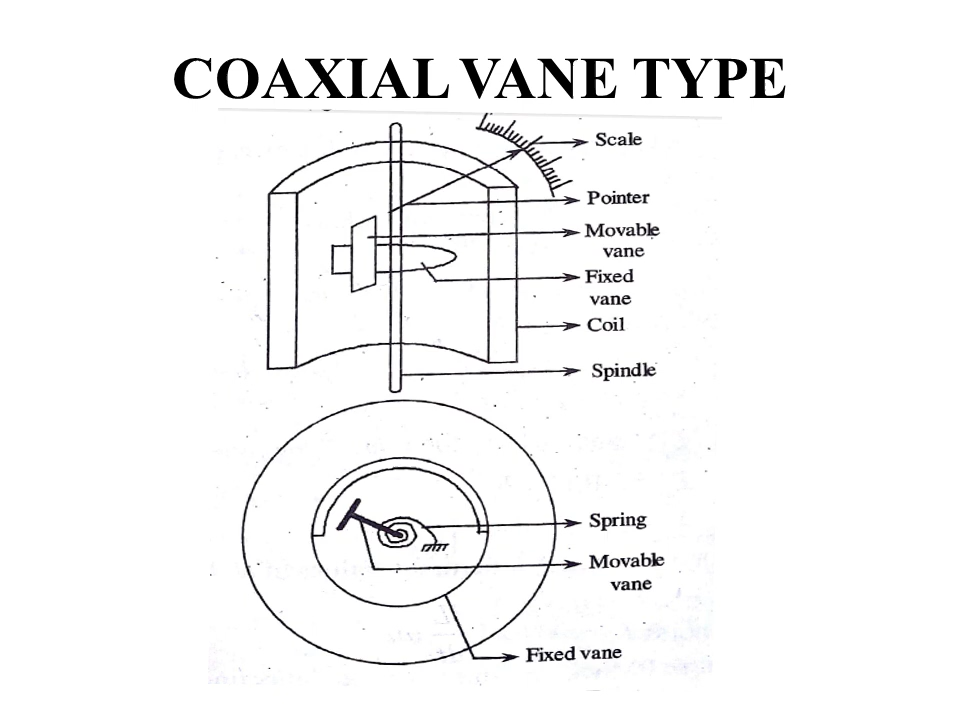 COAXIAL VANE TYPE
Scale
Pointer
Movable
vane
Fixed
vane
Coil
Spindle
Spring
Movable
vane
Fixed vane